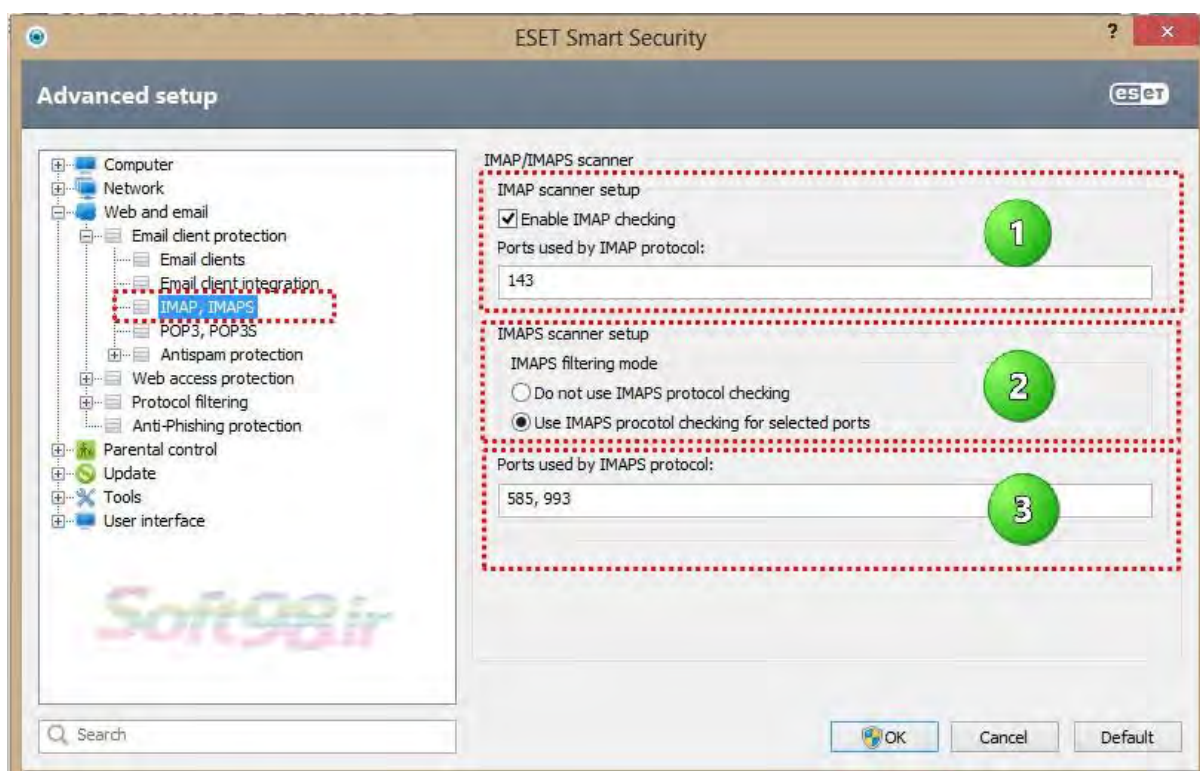 ESET Smart Security
?
×
Advanced setup
eseT
Computer
Network
Web and email
Email client protection
Email clients
Email client integration
IMAP, IMAPS
POP3, POP3S
Antispam protection
Web access protection
Protocol filtering
Anti-Phishing protection
Parental control
Update
Tools
User interface
Soft98.ir
Search
IMAP/IMAPS scanner
IMAP scanner setup
Enable IMAP checking
Ports used by IMAP protocol:
143
1
IMAPS scanner setup
IMAPS filtering mode
Do not use IMAPS protocol checking
Use IMAPS procotol checking for selected ports
2
Ports used by IMAPS protocol:
585, 993
3
OK
Cancel
Default